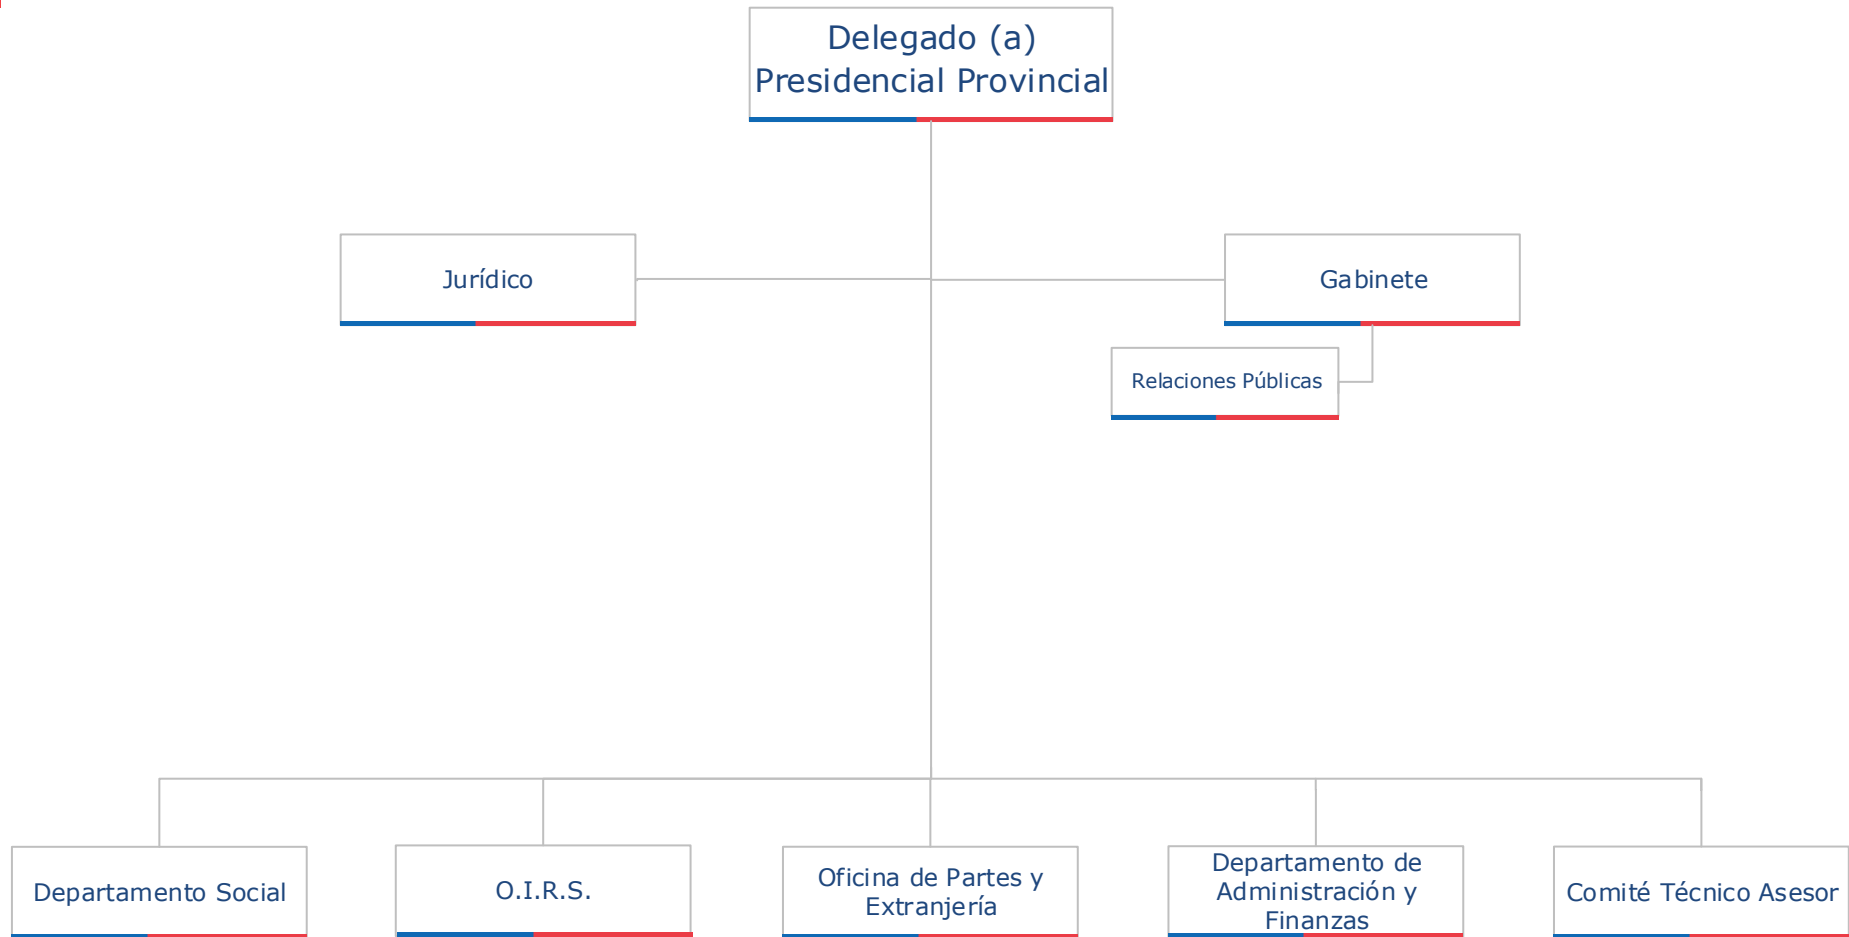 Delegado (a)
Presidencial Provincial
Jurídico
Gabinete
Relaciones Públicas
Departamento Social
O.I.R.S.
Oficina de Partes y
Extranjería
Departamento de
Administración y
Finanzas
Comité Técnico Asesor